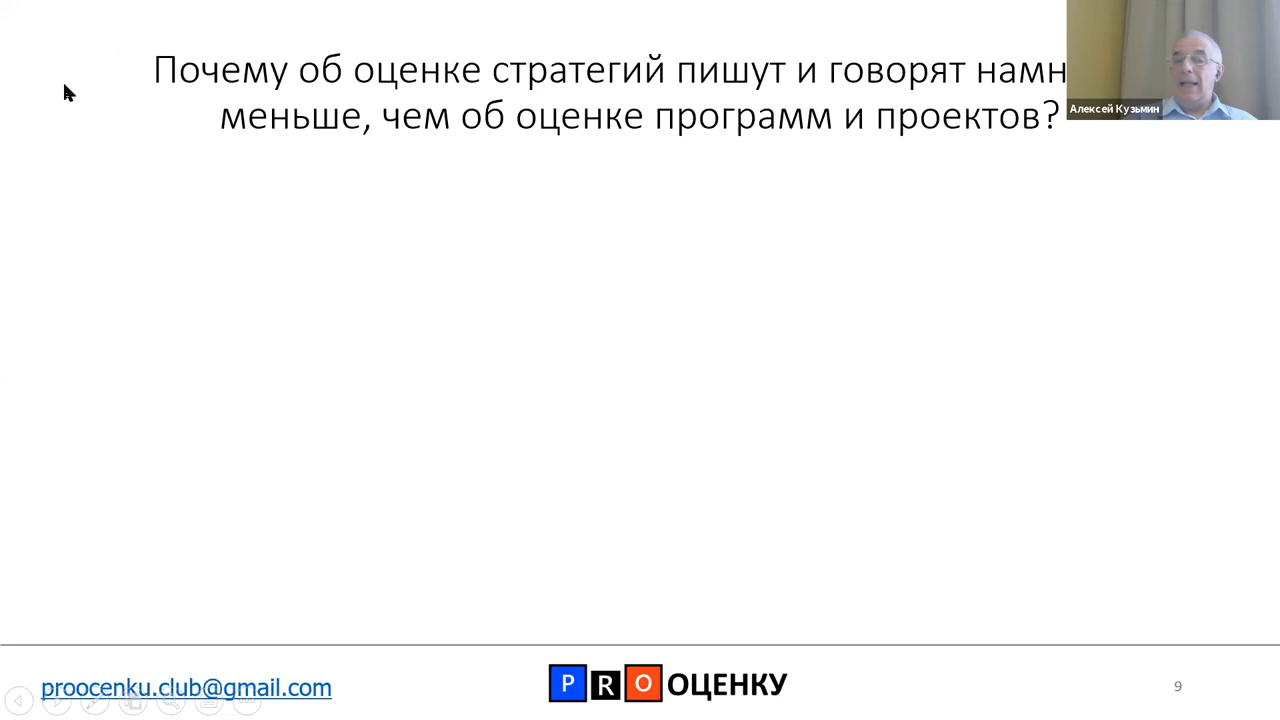 Почему об оценке стратегий пишут и говорят
меньше, чем об оценке программ и проектов?
Алексей Кузьмин
proocenku.club@gmail.com
PRO ОЦЕНКУ
9